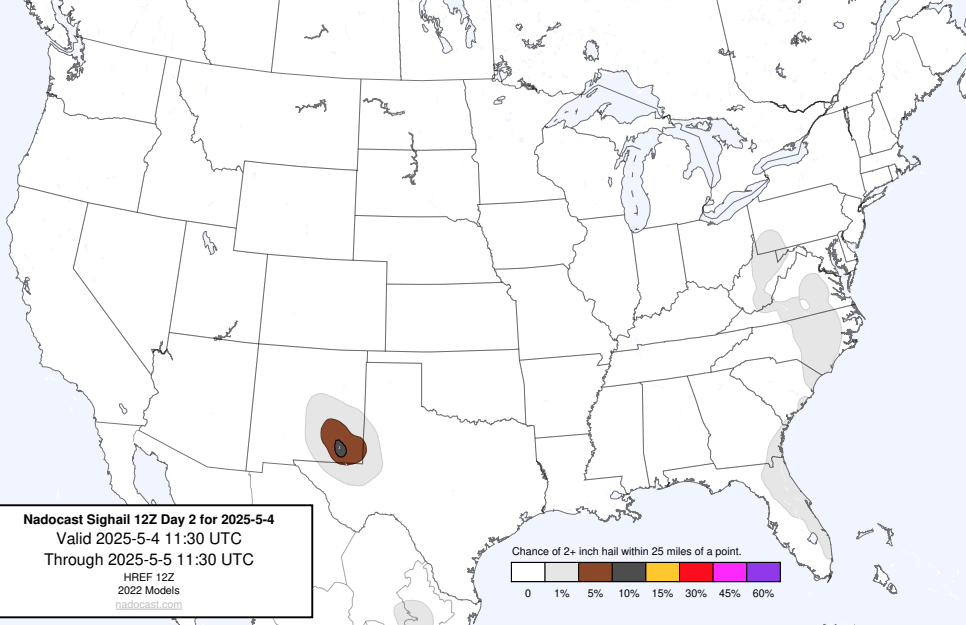 Nadocast Sighail 12Z Day 2 for 2025-5-4
Valid 2025-5-4 11:30 UTC
Through 2025-5-5 11:30 UTC
HREF 12Z
2022 Models
nadocast.com
Chance of 2+ inch hail within 25 miles of a point.
0 1% 5% 10% 15% 30% 45% 60%